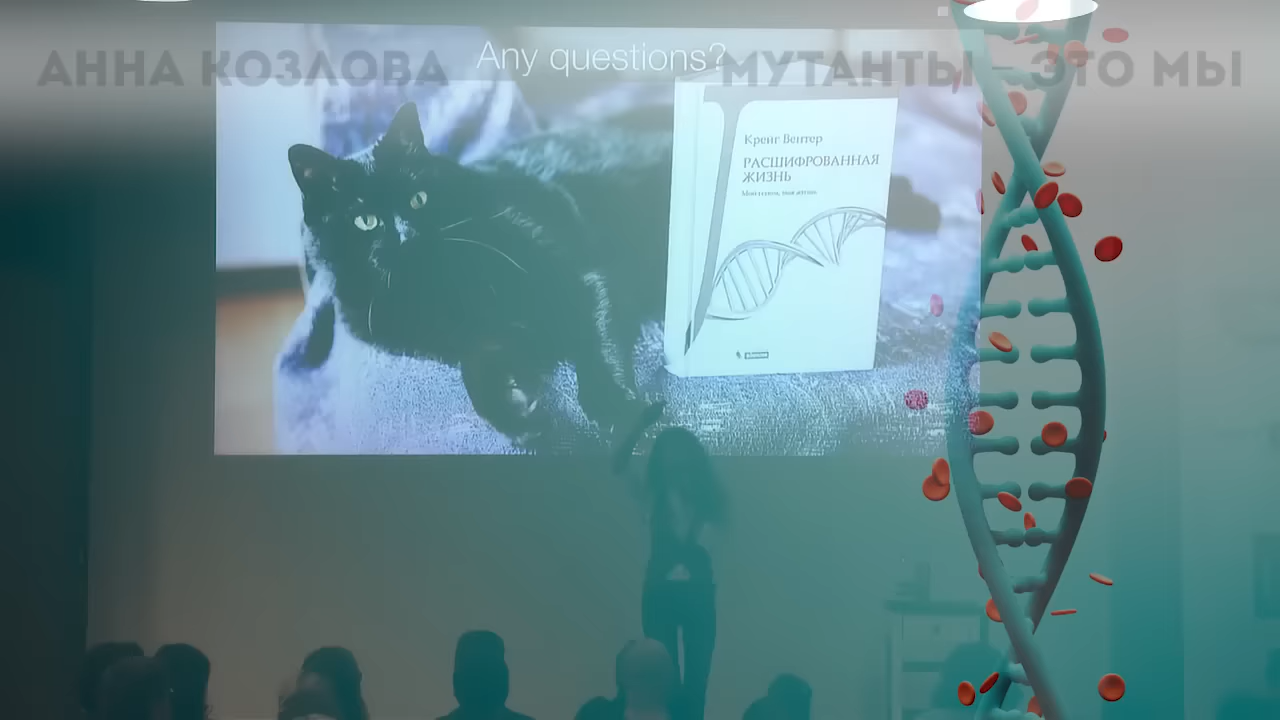 Any questions?
АННА КОЗЛОВА
МУТАНТЫ – ЭТО МЫ
Крейг Вентер
РАСШИФРОВАННАЯ
ЖИЗНЬ